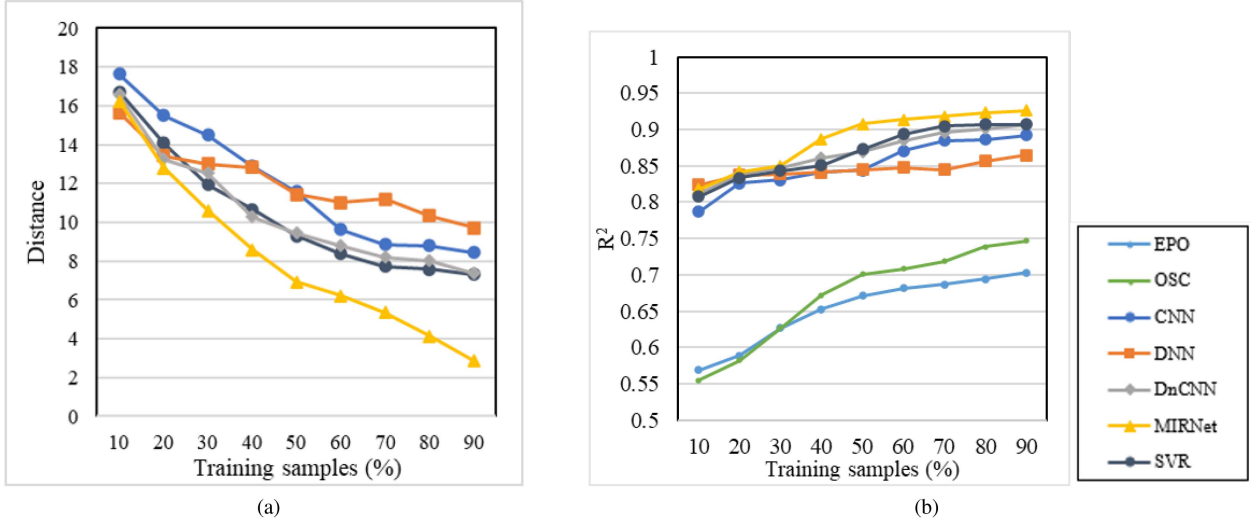 20
18
16
14
12
10
8
6
4
2
0
Distance
10 20 30 40 50 60 70 80 90
Training samples (%)
(a)
1
0.95
0.9
0.85
0.8
0.75
0.7
0.65
0.6
0.55
0.5
R²
10 20 30 40 50 60 70 80 90
Training samples (%)
(b)
EPO
OSC
CNN
DNN
DnCNN
MIRNet
SVR